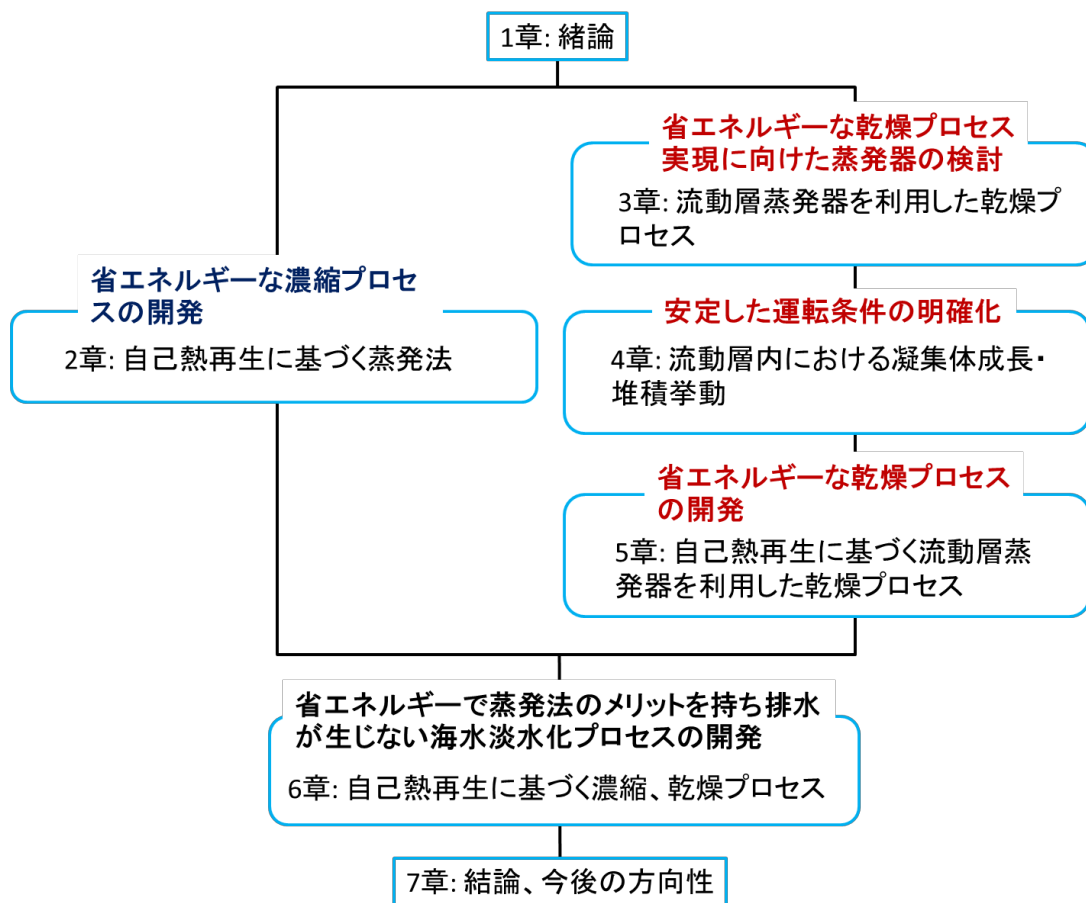 1章: 緒論
省エネルギーな乾燥プロセス
実現に向けた蒸発器の検討
3章: 流動層蒸発器を利用した乾燥プ
ロセス
省エネルギーな濃縮プロセ
スの開発
2章: 自己熱再生に基づく蒸発法
安定した運転条件の明確化
4章: 流動層内における凝集体成長・
堆積挙動
省エネルギーな乾燥プロセス
の開発
5章: 自己熱再生に基づく流動層蒸
発器を利用した乾燥プロセス
省エネルギーで蒸発法のメリットを持ち排水
が生じない海水淡水化プロセスの開発
6章: 自己熱再生に基づく濃縮、乾燥プロセス
7章: 結論、今後の方向性